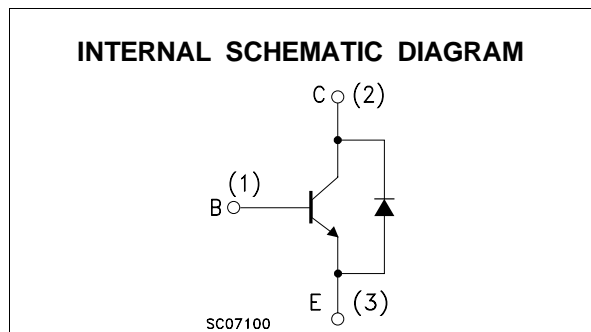 INTERNAL SCHEMATIC DIAGRAM
C (2)
(1)
B
E (3)
SC07100